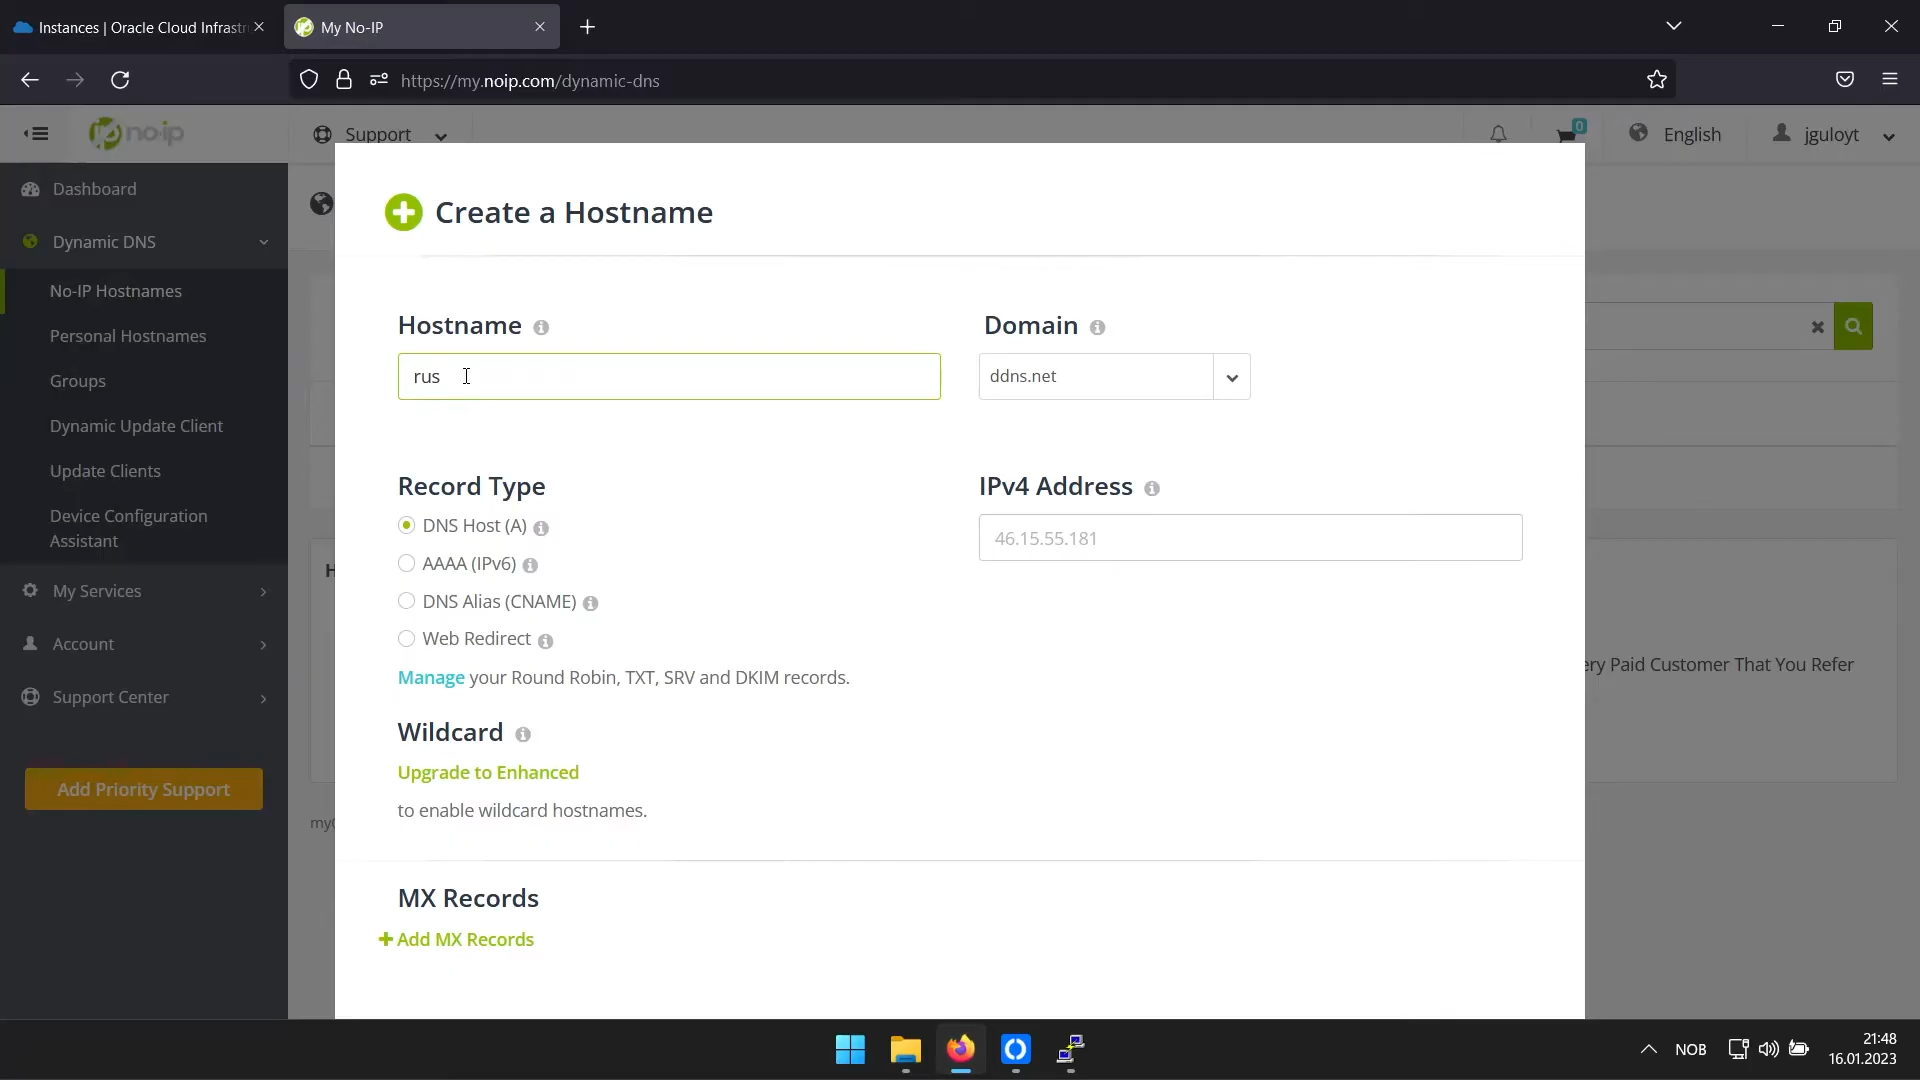 Instances | Oracle Cloud Infrastr
My No-IP
https://my.noip.com/dynamic-dns
no-ip
Support
0
English
jguloyt
Dashboard
Dynamic DNS
No-IP Hostnames
Personal Hostnames
Groups
Dynamic Update Client
Update Clients
Device Configuration
Assistant
My Services
Account
Support Center
Add Priority Support
Create a Hostname
Hostname
Domain
rus
ddns.net
Record Type
IPv4 Address
DNS Host (A)
46.15.55.181
AAAA (IPv6)
DNS Alias (CNAME)
Web Redirect
Manage your Round Robin, TXT, SRV and DKIM records.
Wildcard
Upgrade to Enhanced
to enable wildcard hostnames.
MX Records
Add MX Records
H
ery Paid Customer That You Refer
my
NOB
21:48
16.01.2023